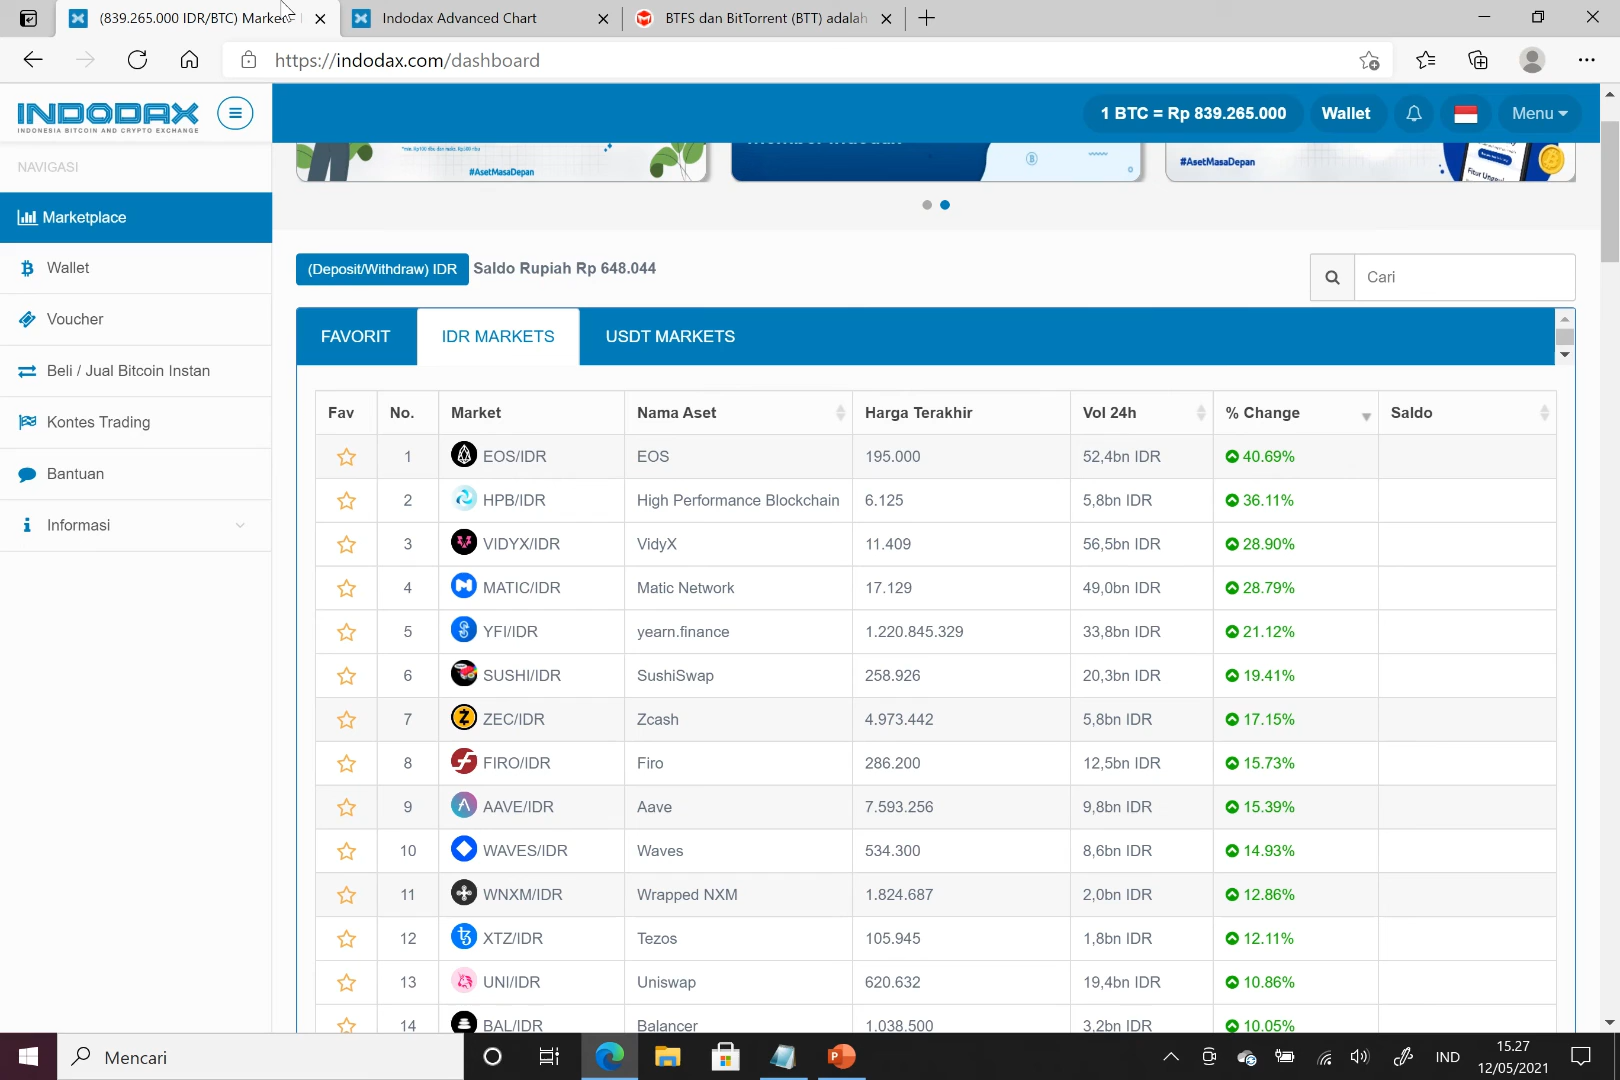 (839.265.000 IDR/BTC) Market
Indodax Advanced Chart
BTFS dan BitTorrent (BTT) adalah
https://indodax.com/dashboard
INDODAX
INDONESIA BITCOIN AND CRYPTO EXCHANGE
1 BTC = Rp 839.265.000
Wallet
Menu
NAVIGASI
Marketplace
Wallet
Voucher
Beli / Jual Bitcoin Instan
Kontes Trading
Bantuan
Informasi
#AsetMasaDepan
#AsetMasaDepan
(Deposit/Withdraw) IDR Saldo Rupiah Rp 648.044
Cari
FAVORIT IDR MARKETS USDT MARKETS
Fav No. Market Nama Aset Harga Terakhir Vol 24h % Change Saldo
1 EOS/IDR EOS 195.000 52,4bn IDR 40.69%
2 HPB/IDR High Performance Blockchain 6.125 5,8bn IDR 36.11%
3 VIDYX/IDR VidyX 11.409 56,5bn IDR 28.90%
4 MATIC/IDR Matic Network 17.129 49,0bn IDR 28.79%
5 YFI/IDR yearn.finance 1.220.845.329 33,8bn IDR 21.12%
6 SUSHI/IDR SushiSwap 258.926 20,3bn IDR 19.41%
7 ZEC/IDR Zcash 4.973.442 5,8bn IDR 17.15%
8 FIRO/IDR Firo 286.200 12,5bn IDR 15.73%
9 AAVE/IDR Aave 7.593.256 9,8bn IDR 15.39%
10 WAVES/IDR Waves 534.300 8,6bn IDR 14.93%
11 WNXM/IDR Wrapped NXM 1.824.687 2,0bn IDR 12.86%
12 XTZ/IDR Tezos 105.945 1,8bn IDR 12.11%
13 UNI/IDR Uniswap 620.632 19,4bn IDR 10.86%
14 BAL/IDR Balancer 1.038.500 3,2bn IDR 10.05%
Mencari
IND
15.27
12/05/2021